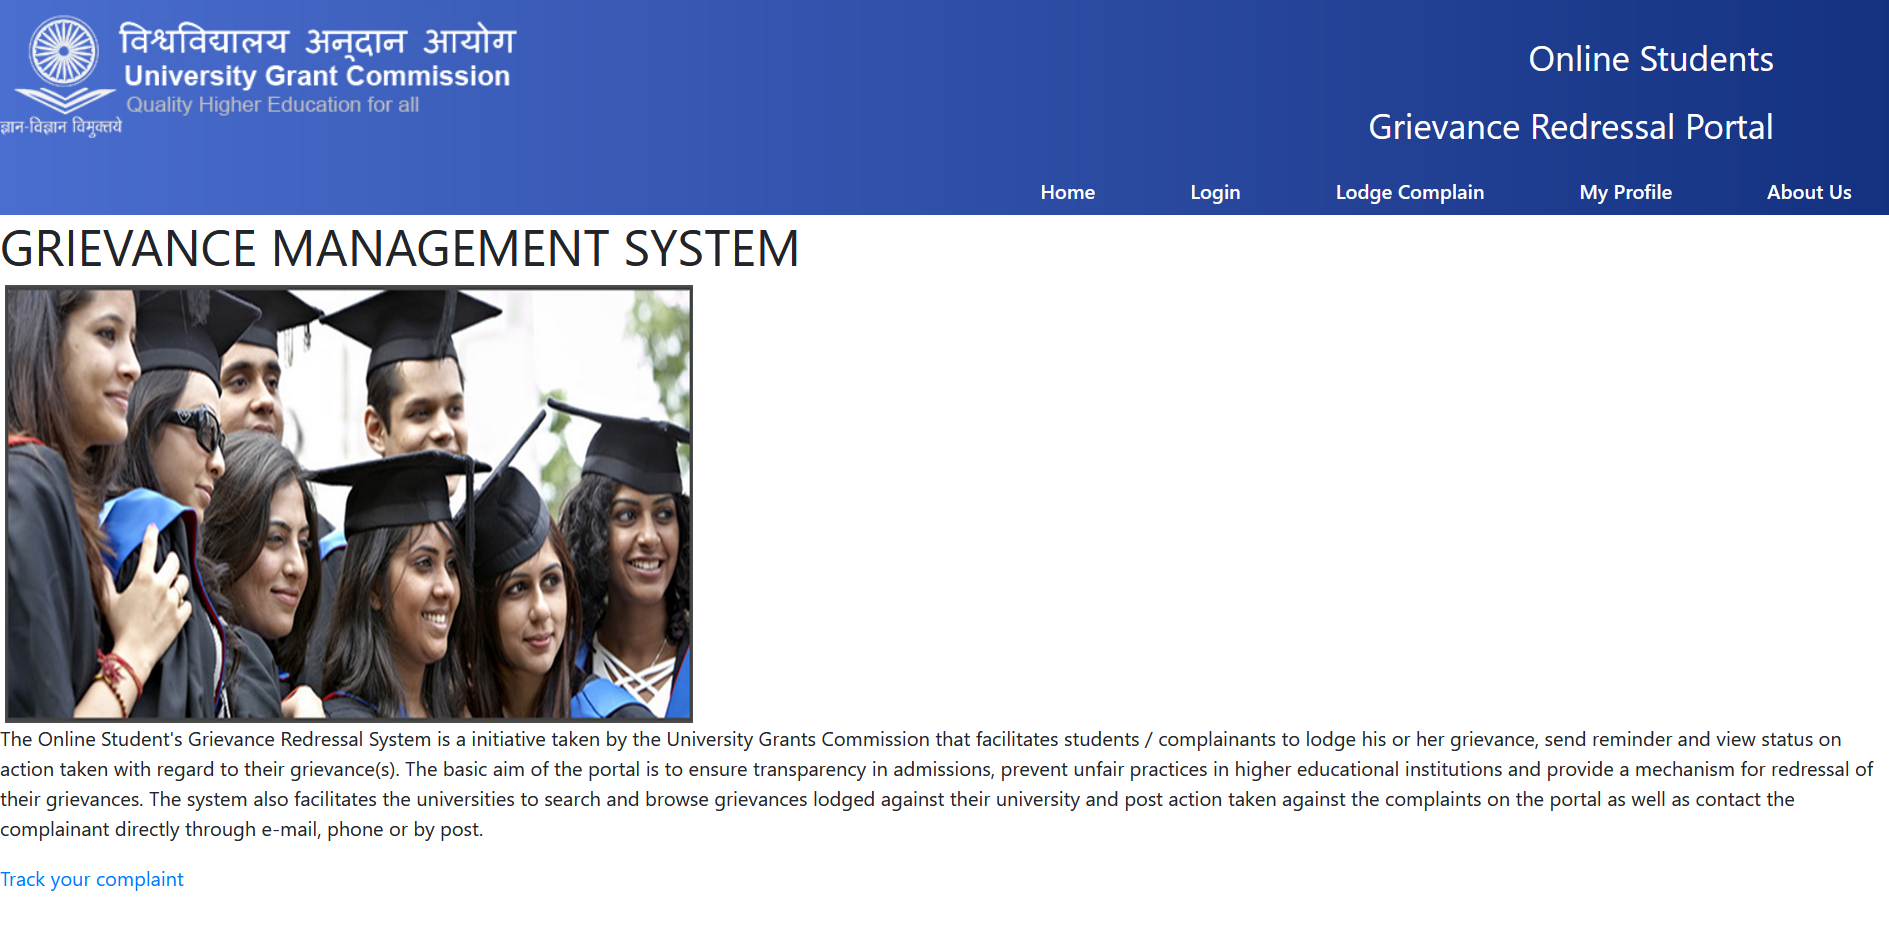 विश्वविद्यालय अनुदान आयोग
University Grant Commission
Quality Higher Education for all
ज्ञान-विज्ञान विमुक्तये
Online Students
Grievance Redressal Portal
Home Login Lodge Complain My Profile About Us
GRIEVANCE MANAGEMENT SYSTEM
The Online Student's Grievance Redressal System is a initiative taken by the University Grants Commission that facilitates students / complainants to lodge his or her grievance, send reminder and view status on
action taken with regard to their grievance(s). The basic aim of the portal is to ensure transparency in admissions, prevent unfair practices in higher educational institutions and provide a mechanism for redressal of
their grievances. The system also facilitates the universities to search and browse grievances lodged against their university and post action taken against the complaints on the portal as well as contact the
complainant directly through e-mail, phone or by post.
Track your complaint